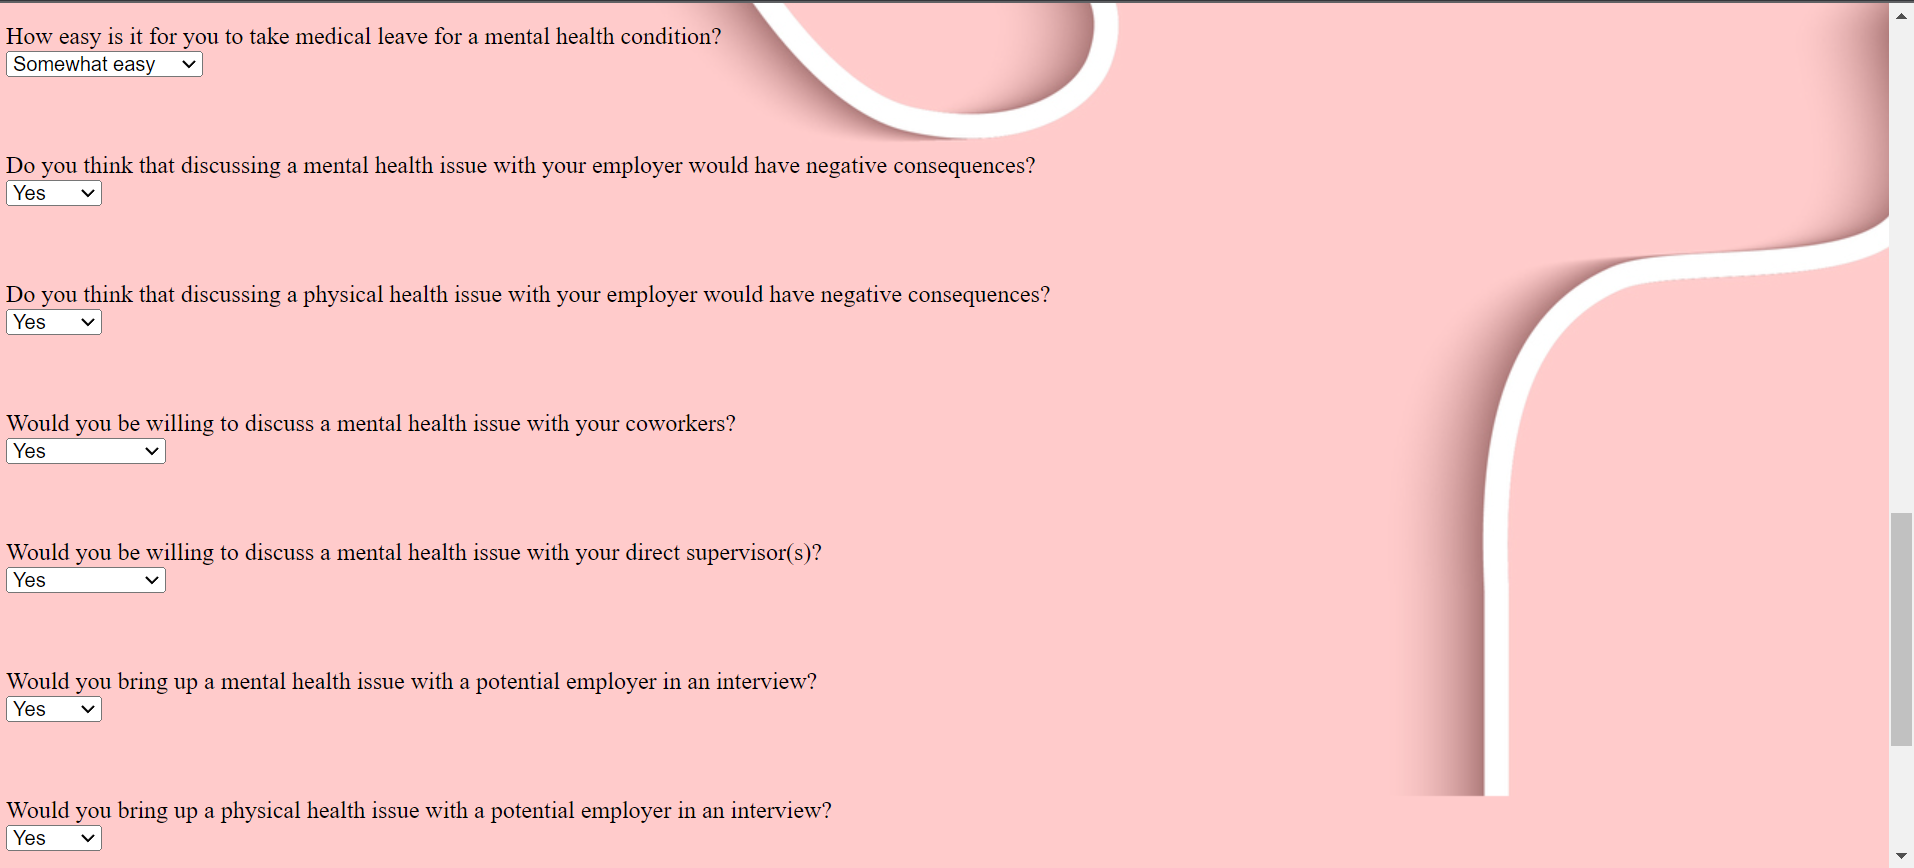 How easy is it for you to take medical leave for a mental health condition?
Somewhat easy
Do you think that discussing a mental health issue with your employer would have negative consequences?
Yes
Do you think that discussing a physical health issue with your employer would have negative consequences?
Yes
Would you be willing to discuss a mental health issue with your coworkers?
Yes
Would you be willing to discuss a mental health issue with your direct supervisor(s)?
Yes
Would you bring up a mental health issue with a potential employer in an interview?
Yes
Would you bring up a physical health issue with a potential employer in an interview?
Yes